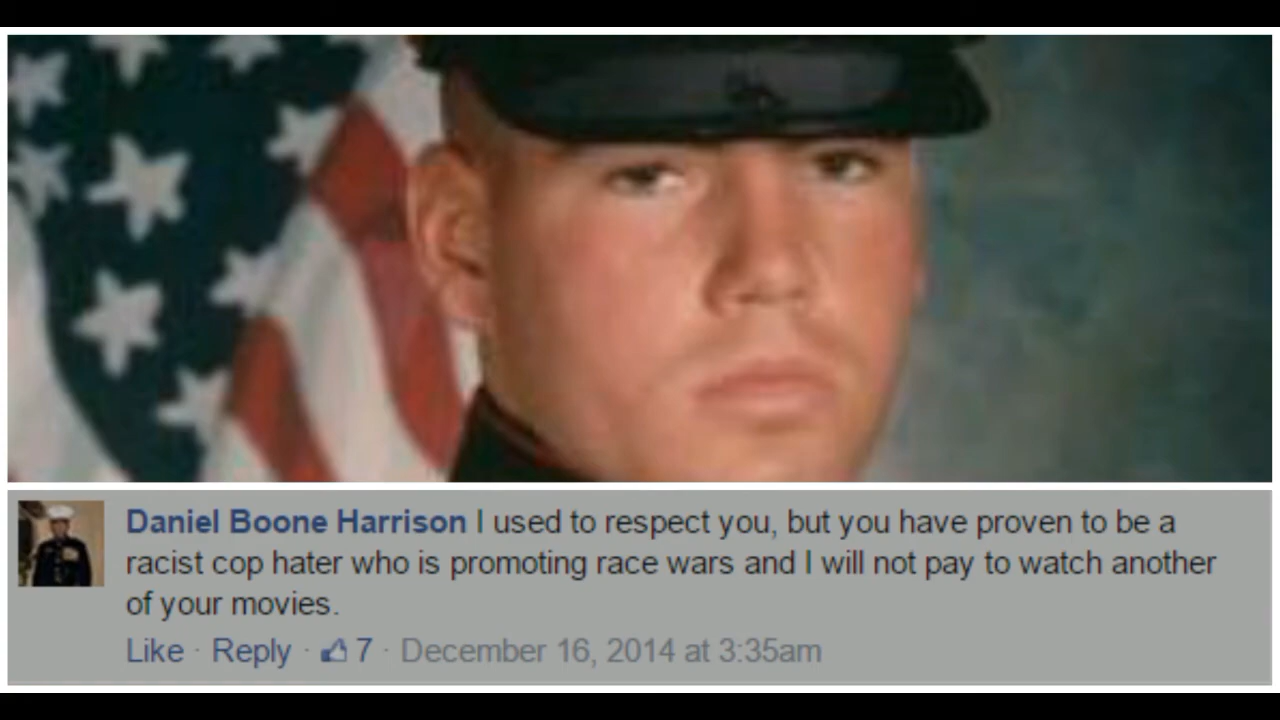 Daniel Boone Harrison I used to respect you, but you have proven to be a
racist cop hater who is promoting race wars and I will not pay to watch another
of your movies.
Like · Reply · 7 · December 16, 2014 at 3:35am